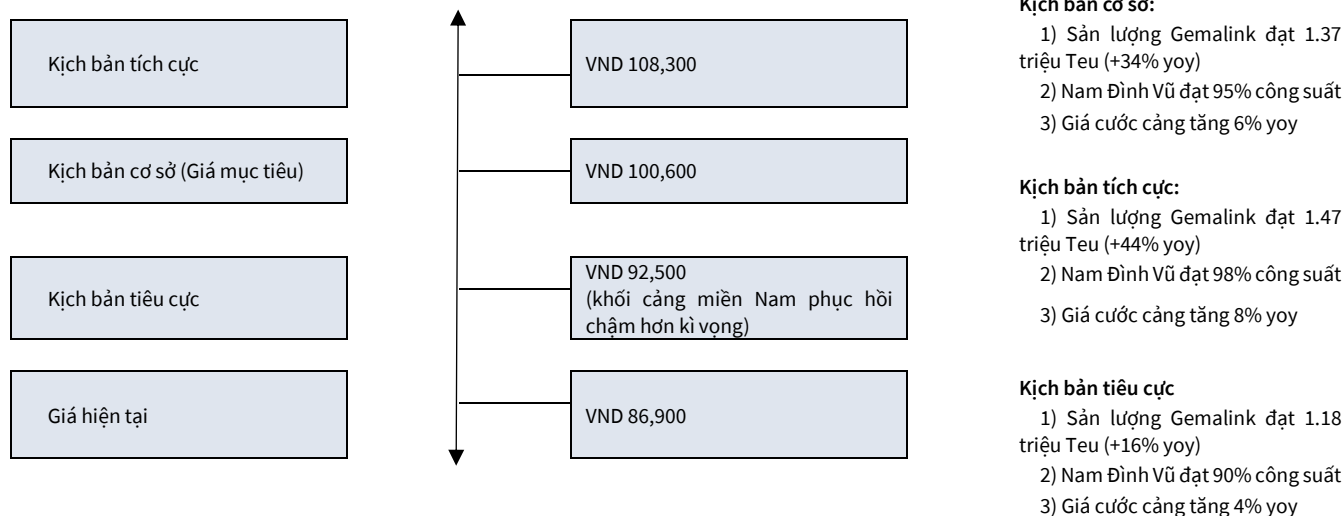 Kịch bản tích cực
VND 108,300
Kịch bản cơ sở (Giá mục tiêu)
VND 100,600
Kịch bản tiêu cực
VND 92,500
(khối cảng miền Nam phục hồi
chậm hơn kì vọng)
Giá hiện tại
VND 86,900
Kịch bản cơ sở:
1) Sản lượng Gemalink đạt 1.37
triệu Teu (+34% yoy)
2) Nam Đình Vũ đạt 95% công suất
3) Giá cước cảng tăng 6% yoy
Kịch bản tích cực:
1) Sản lượng Gemalink đạt 1.47
triệu Teu (+44% yoy)
2) Nam Đình Vũ đạt 98% công suất
3) Giá cước cảng tăng 8% yoy
Kịch bản tiêu cực
1) Sản lượng Gemalink đạt 1.18
triệu Teu (+16% yoy)
2) Nam Đình Vũ đạt 90% công suất
3) Giá cước cảng tăng 4% yoy